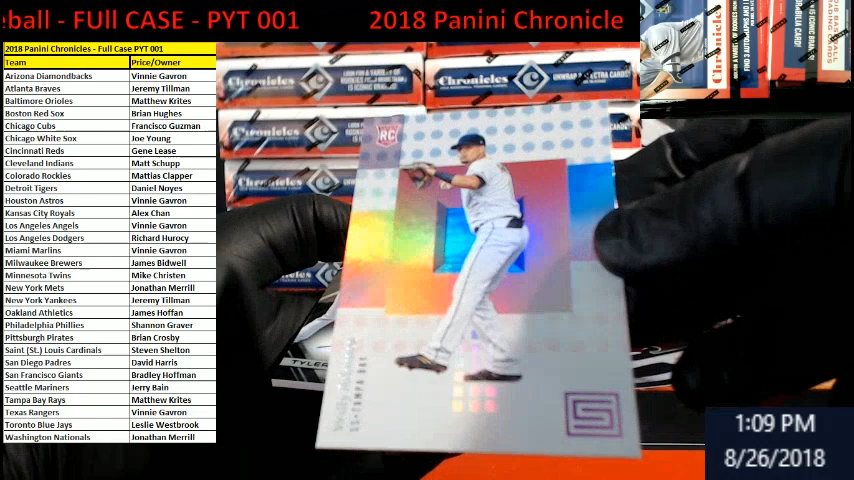 eball - FUll CASE - PYT 001 2018 Panini Chronicle
2018 Panini Chronicles - Full Case PYT 001
Team Price/Owner
Arizona Diamondbacks Vinnie Gavron
Atlanta Braves Jeremy Tillman
Baltimore Orioles Matthew Krites
Boston Red Sox Brian Hughes
Chicago Cubs Francisco Guzman
Chicago White Sox Joe Young
Cincinnati Reds Gene Lease
Cleveland Indians Matt Schupp
Colorado Rockies Mattias Clapper
Detroit Tigers Daniel Noyes
Houston Astros Vinnie Gavron
Kansas City Royals Alex Chan
Los Angeles Angels Vinnie Gavron
Los Angeles Dodgers Richard Hurocy
Miami Marlins Vinnie Gavron
Milwaukee Brewers James Bidwell
Minnesota Twins Mike Christen
New York Mets Jonathan Merrill
New York Yankees Jeremy Tillman
Oakland Athletics James Hoffan
Philadelphia Phillies Shannon Graver
Pittsburgh Pirates Brian Crosby
Saint (St.) Louis Cardinals Steven Shelton
San Diego Padres David Harris
San Francisco Giants Bradley Hoffman
Seattle Mariners Jerry Bain
Tampa Bay Rays Matthew Krites
Texas Rangers Vinnie Gavron
Toronto Blue Jays Leslie Westbrook
Washington Nationals Jonathan Merrill
Chronicles
Chronicles
UNWRAP SPECTRA CARDS!
Chronicles
Chronicles
Chronicles
RC
SS-TAMPA BAY
TYLER
S
Chronicles
1:09 PM
8/26/2018